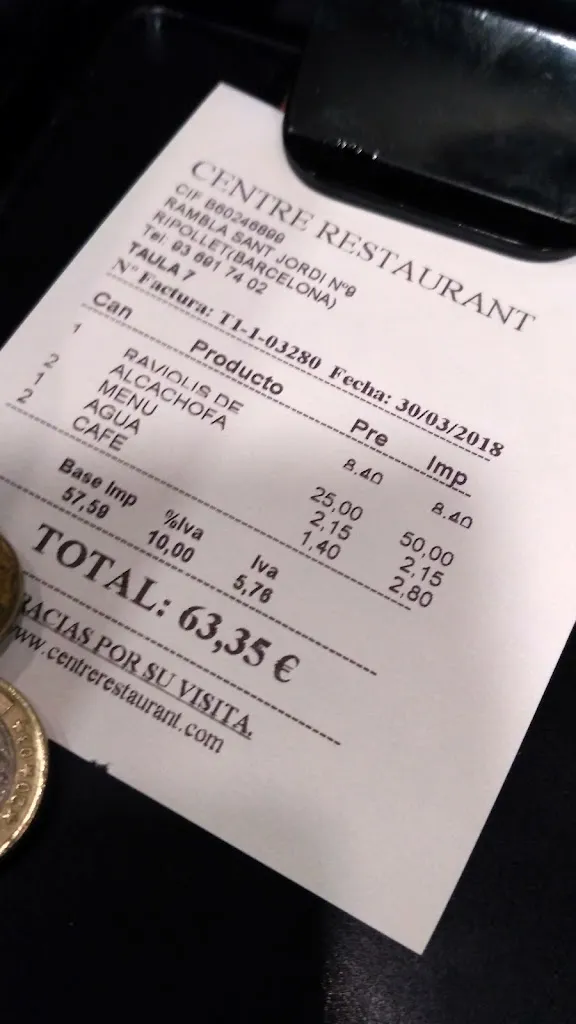 CENTRE RESTAURANT
CIF B60246899
RAMBLA SANT JORDI Nº9
RIPOLLET(BARCELONA)
Tel: 93 691 74 02
TAULA 7
Nº Factura: T1-1-03280 Fecha: 30/03/2018
Can Producto Pre Imp
1 RAVIOLIS DE
ALCACHOFA 8,40 8,40
2 MENU 25,00 50,00
1 AGUA 2,15 2,15
2 CAFE 1,40 2,80
Base Imp %Iva Iva
57,59 10,00 5,76
TOTAL: 63,35 €
RACIAS POR SU VISITA.
www.centrerestaurant.com